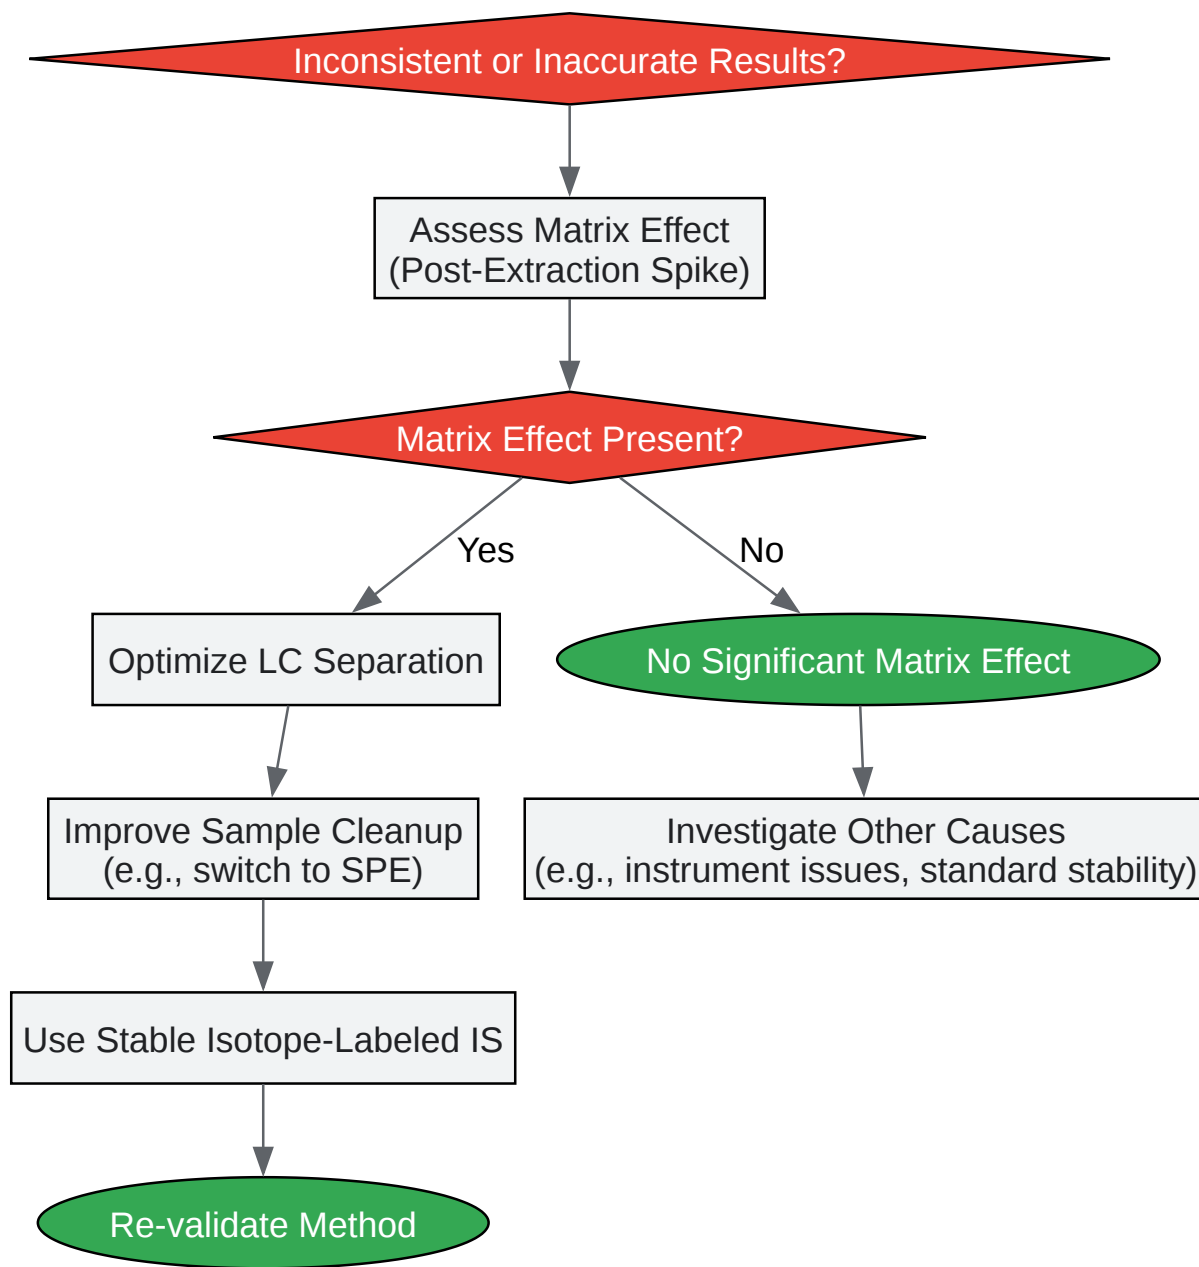 Inconsistent or Inaccurate Results?
Assess Matrix Effect
(Post-Extraction Spike)
Matrix Effect Present?
Yes
No
Optimize LC Separation
No Significant Matrix Effect
Improve Sample Cleanup
(e.g., switch to SPE)
Investigate Other Causes
(e.g., instrument issues, standard stability)
Use Stable Isotope-Labeled IS
Re-validate Method